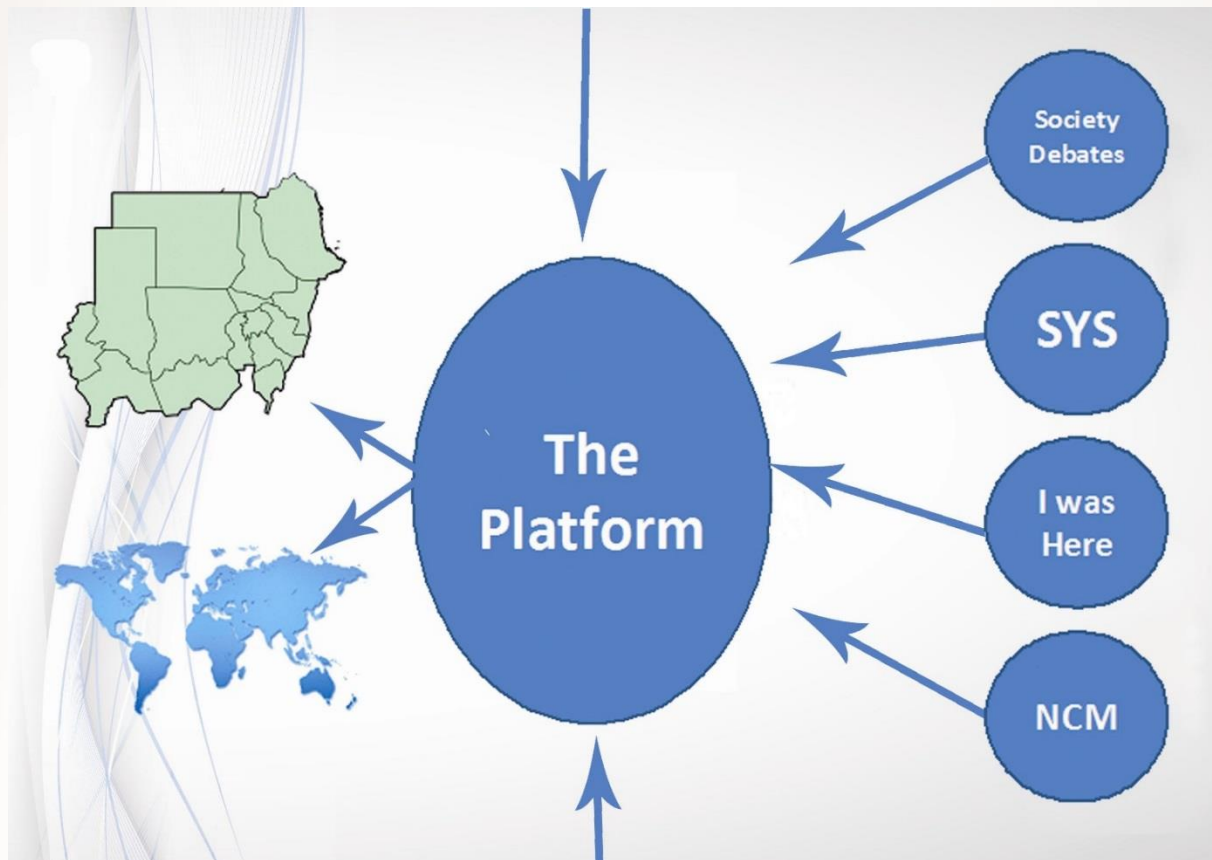 Society
Debates
SYS
The
Platform
I was
Here
NCM